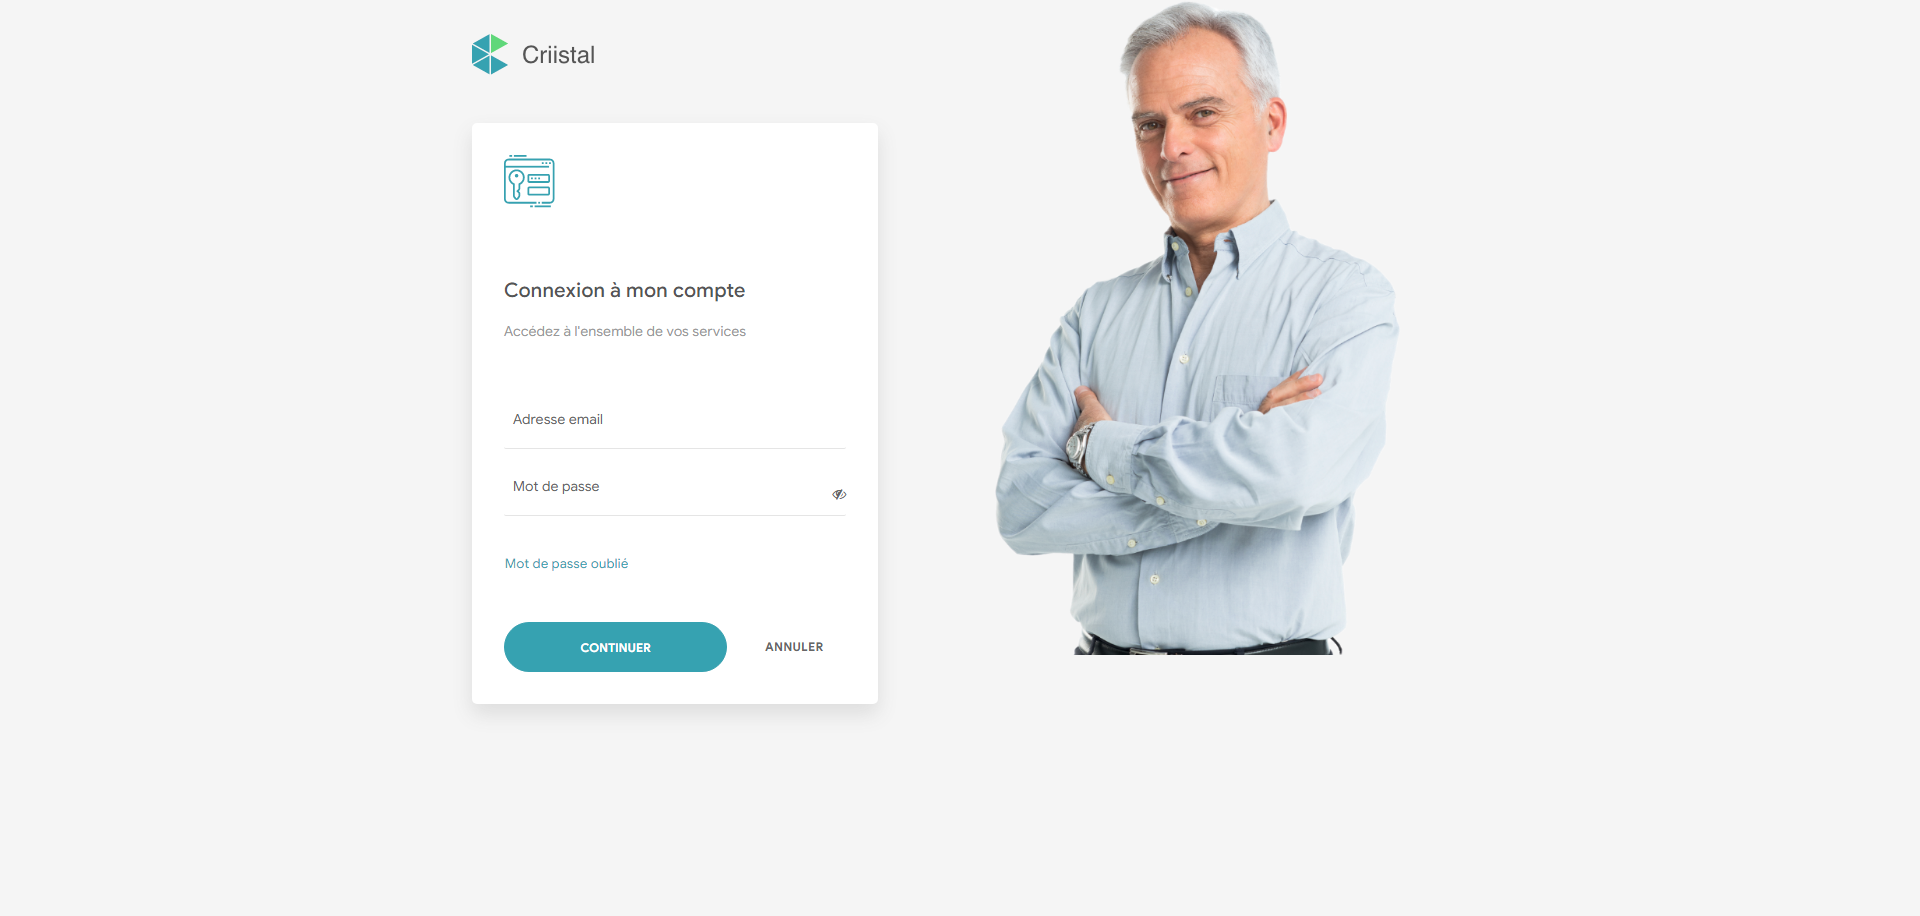 Criistal
Connexion à mon compte
Accédez à l'ensemble de vos services
Adresse email
Mot de passe
Mot de passe oublié
CONTINUER
ANNULER